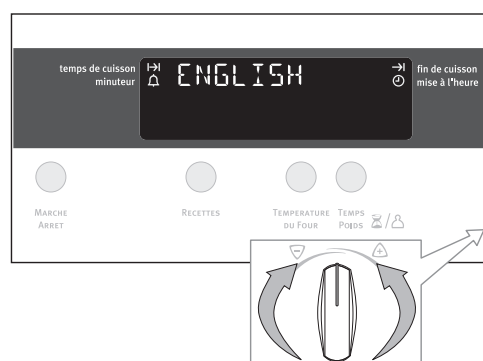 temps de cuisson
minuteur
ENGLISH
fin de cuisson
mise à l'heure
MARCHE
ARRET
RECETTES
TEMPERATURE
DU FOUR
TEMPS
POIDS
/
- +